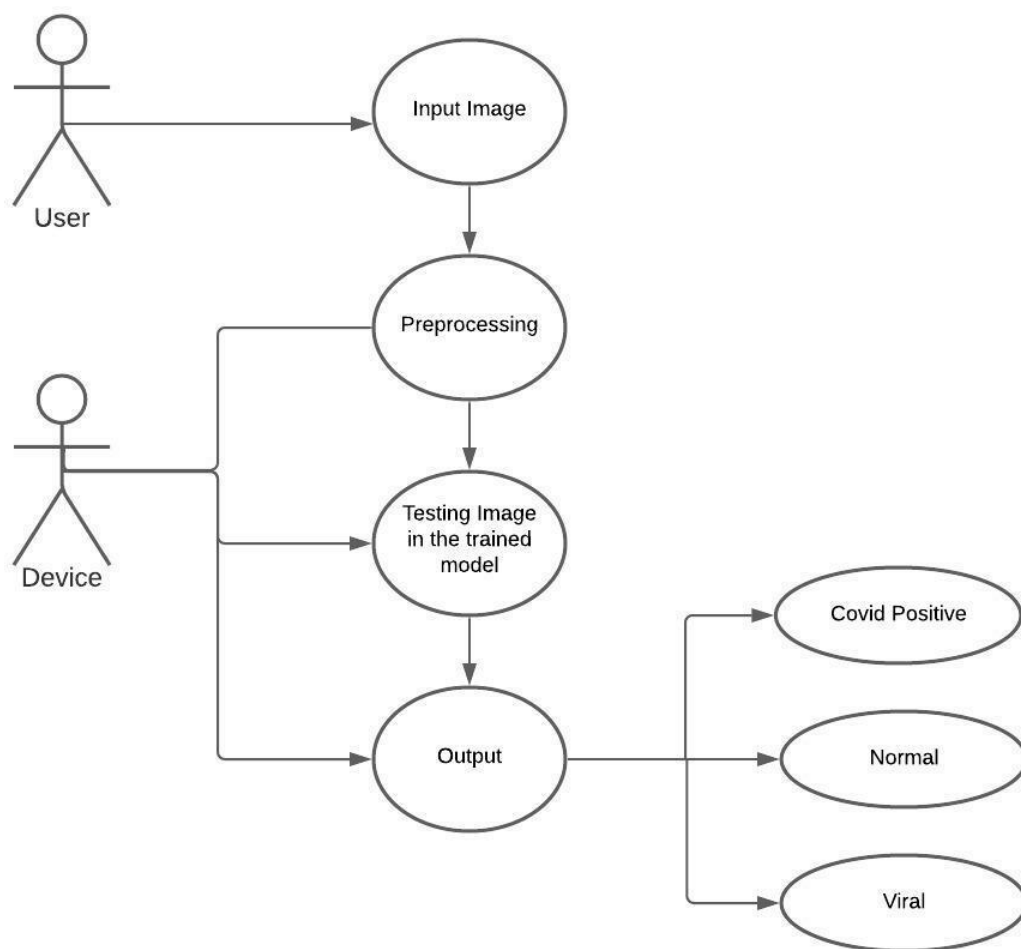 Input Image
User
Preprocessing
Testing Image
in the trained
model
Device
Covid Positive
Output
Normal
Viral